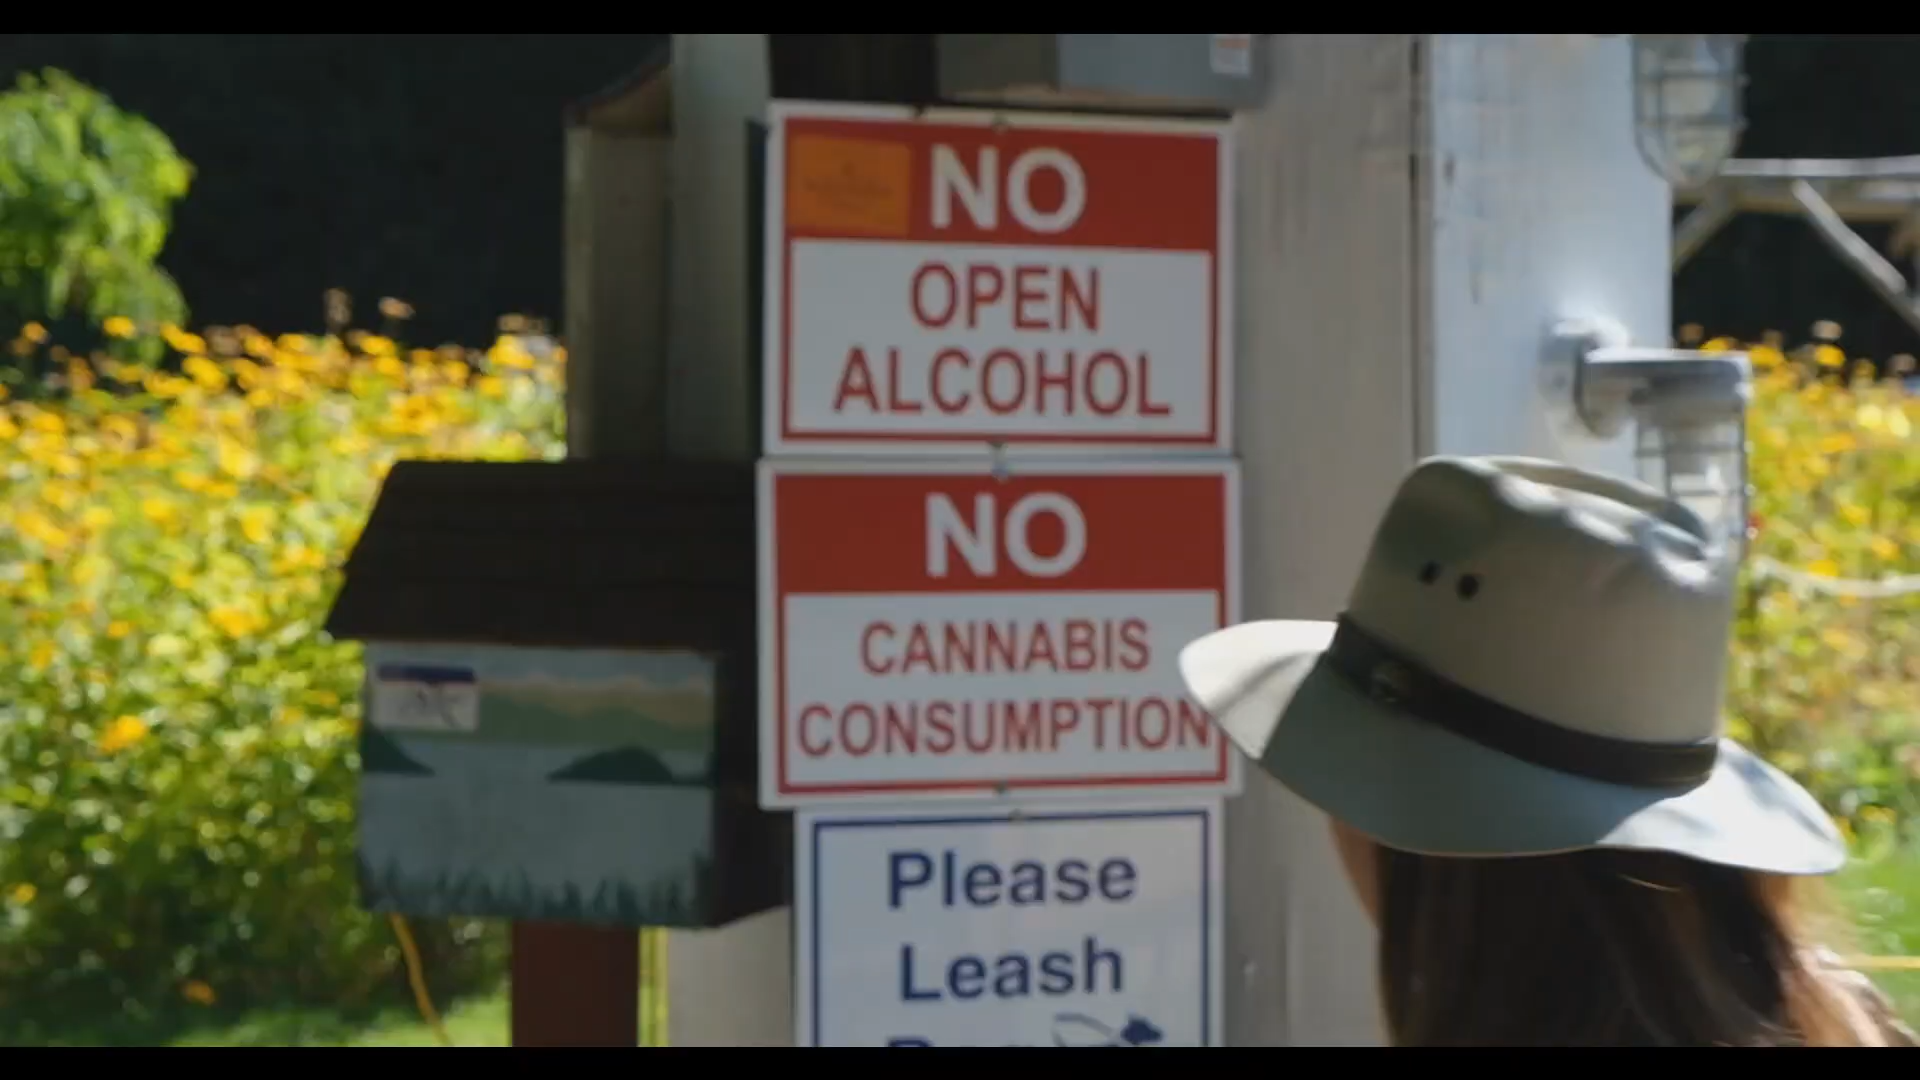 NO
OPEN
ALCOHOL
NO
CANNABIS
CONSUMPTION
Please
Leash